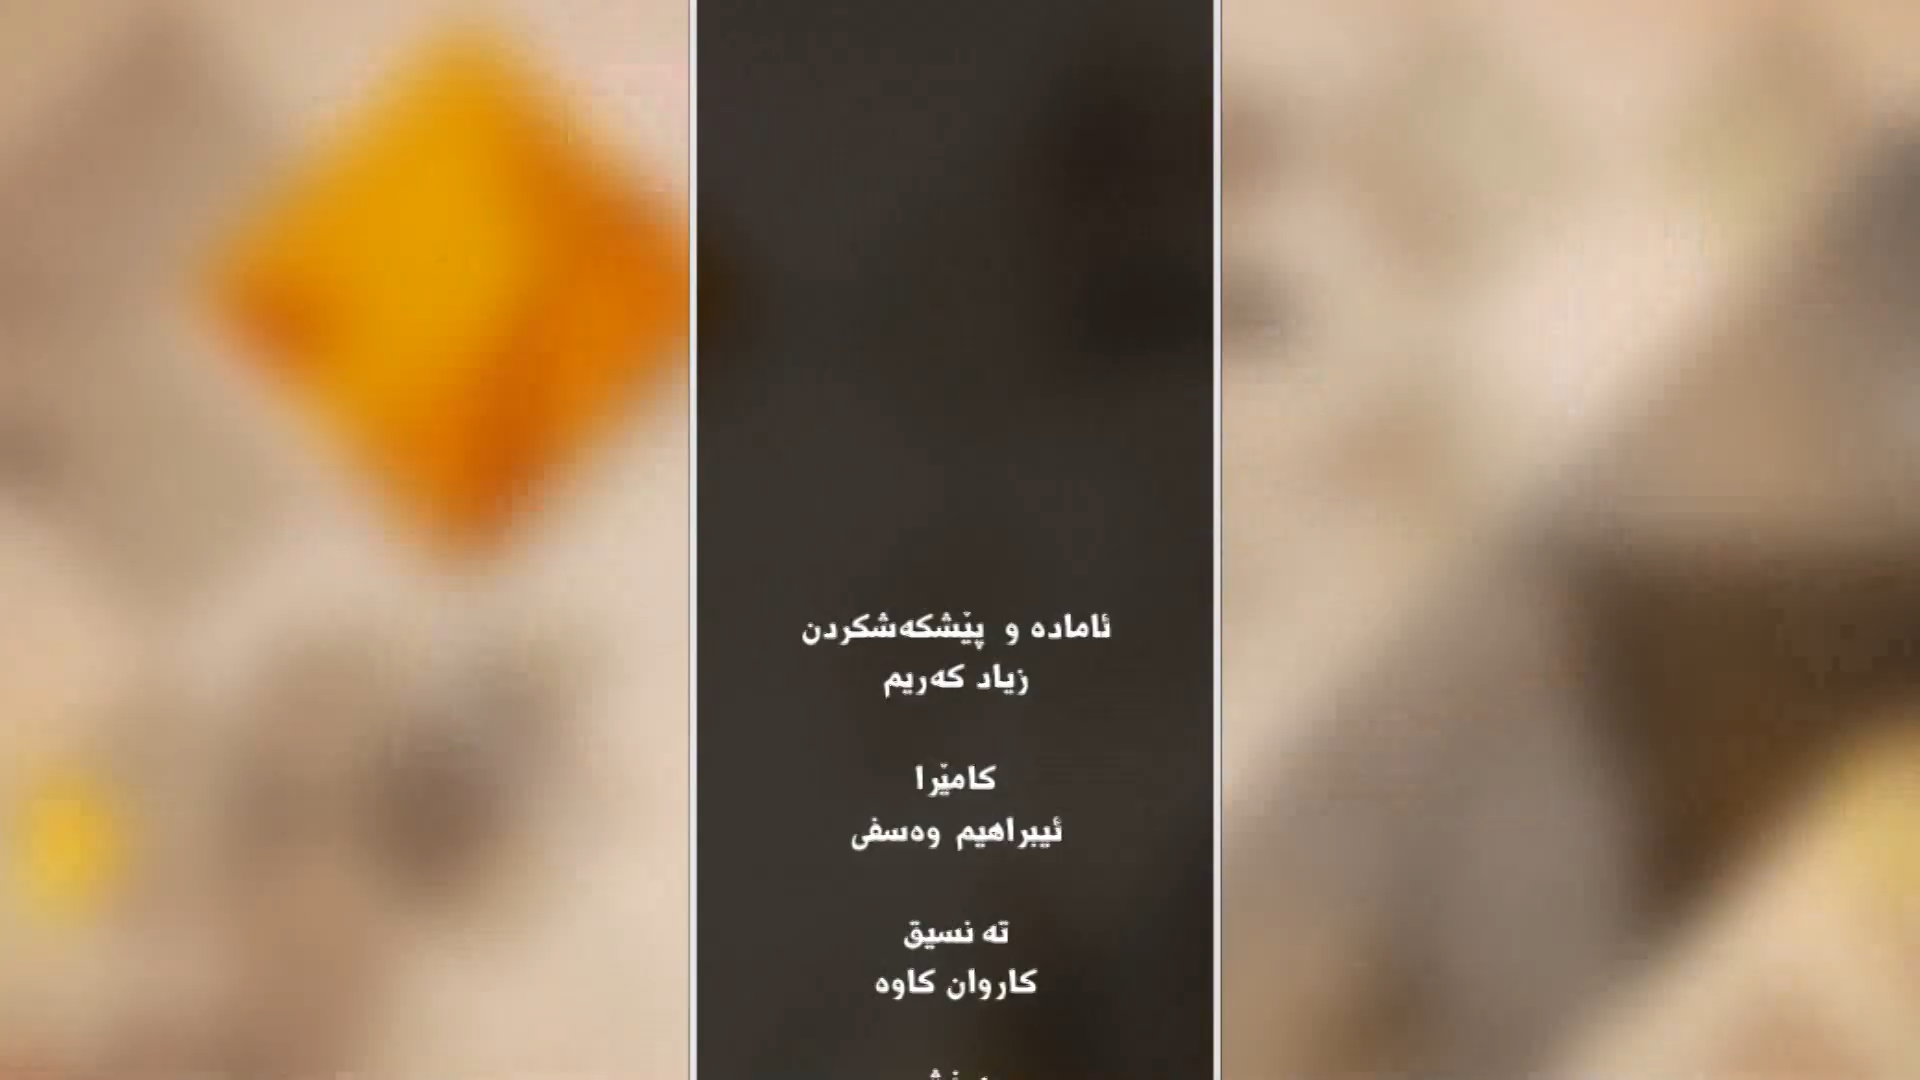 ئامادە و پێشکەشکردن
زیاد کەریم
کامێرا
ئیبراهیم وەسفی
تە نسیق
کاروان کاوە